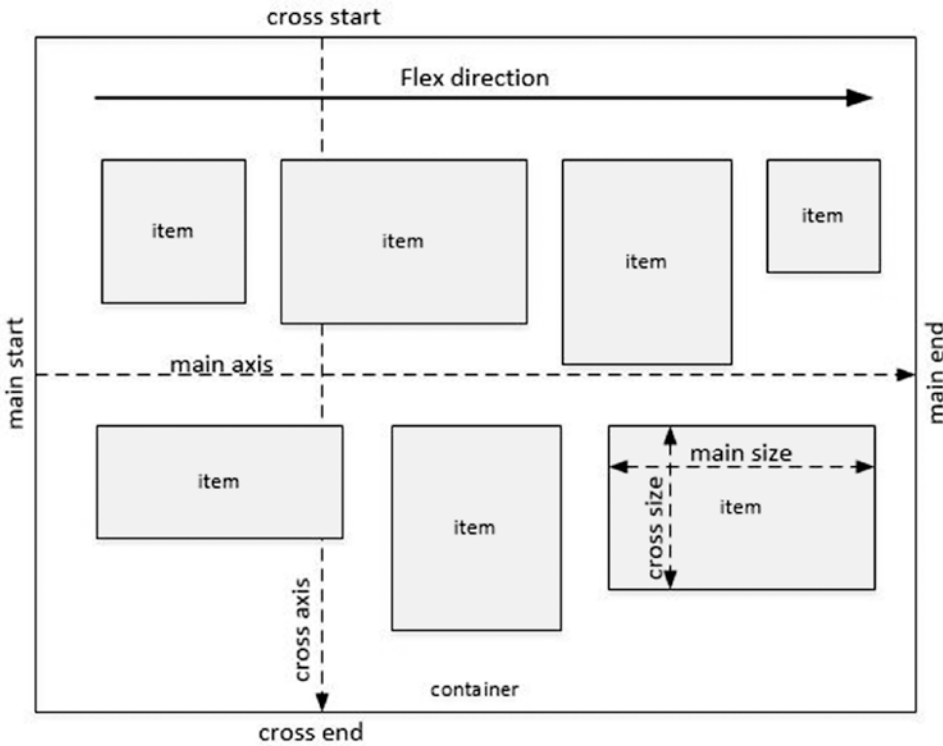 cross start
Flex direction
item
item
item
item
main start
main axis
main end
item
item
main size
cross size
item
cross axis
container
cross end